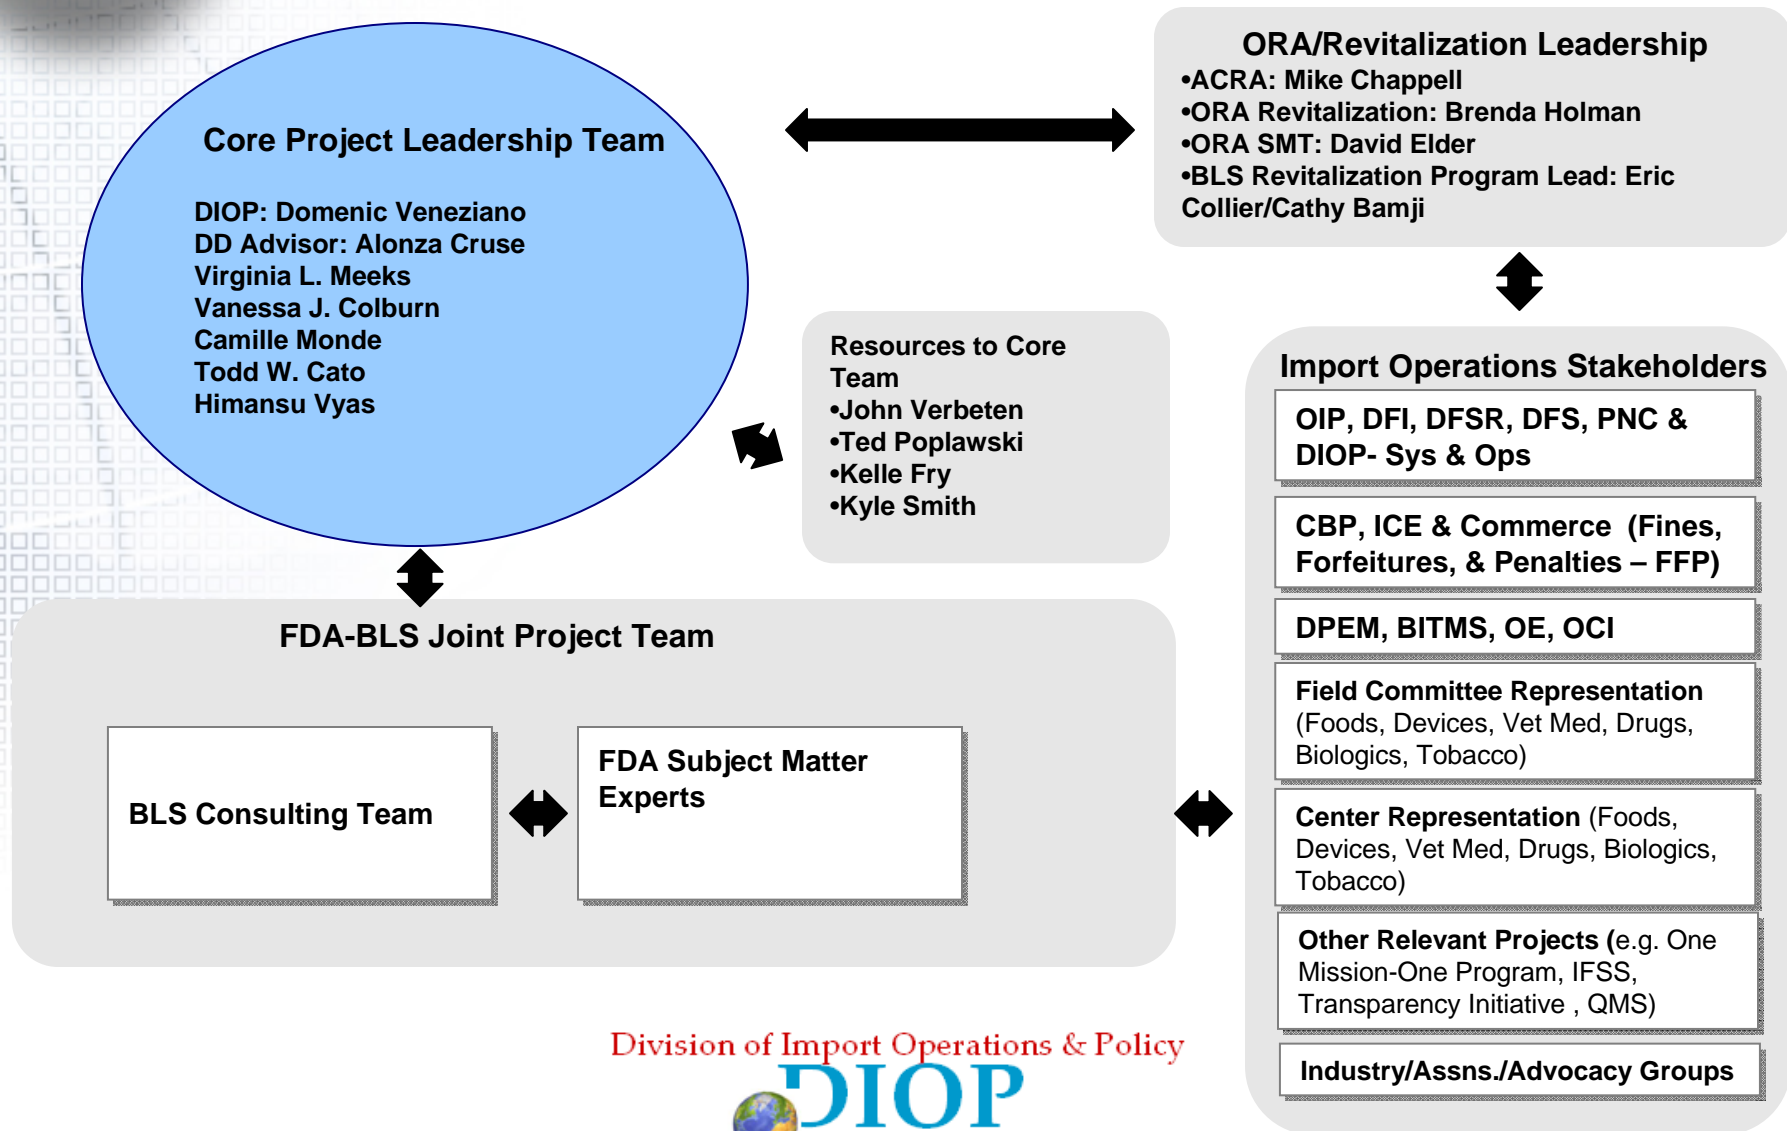 Core Project Leadership Team
DIOP: Domenic Veneziano
DD Advisor: Alonza Cruse
Virginia L. Meeks
Vanessa J. Colburn
Camille Monde
Todd W. Cato
Himansu Vyas
ORA/Revitalization Leadership
•ACRA: Mike Chappell
•ORA Revitalization: Brenda Holman
•ORA SMT: David Elder
•BLS Revitalization Program Lead: Eric
Collier/Cathy Bamji
Resources to Core
Team
•John Verbeten
•Ted Poplawski
•Kelle Fry
•Kyle Smith
Import Operations Stakeholders
OIP, DFI, DFSR, DFS, PNC &
DIOP- Sys & Ops
CBP, ICE & Commerce (Fines,
Forfeitures, & Penalties – FFP)
DPEM, BITMS, OE, OCI
Field Committee Representation
(Foods, Devices, Vet Med, Drugs,
Biologics, Tobacco)
Center Representation (Foods,
Devices, Vet Med, Drugs, Biologics,
Tobacco)
Other Relevant Projects (e.g. One
Mission-One Program, IFSS,
Transparency Initiative , QMS)
Industry/Assns./Advocacy Groups
FDA-BLS Joint Project Team
BLS Consulting Team
FDA Subject Matter
Experts
Division of Import Operations & Policy
DIOP